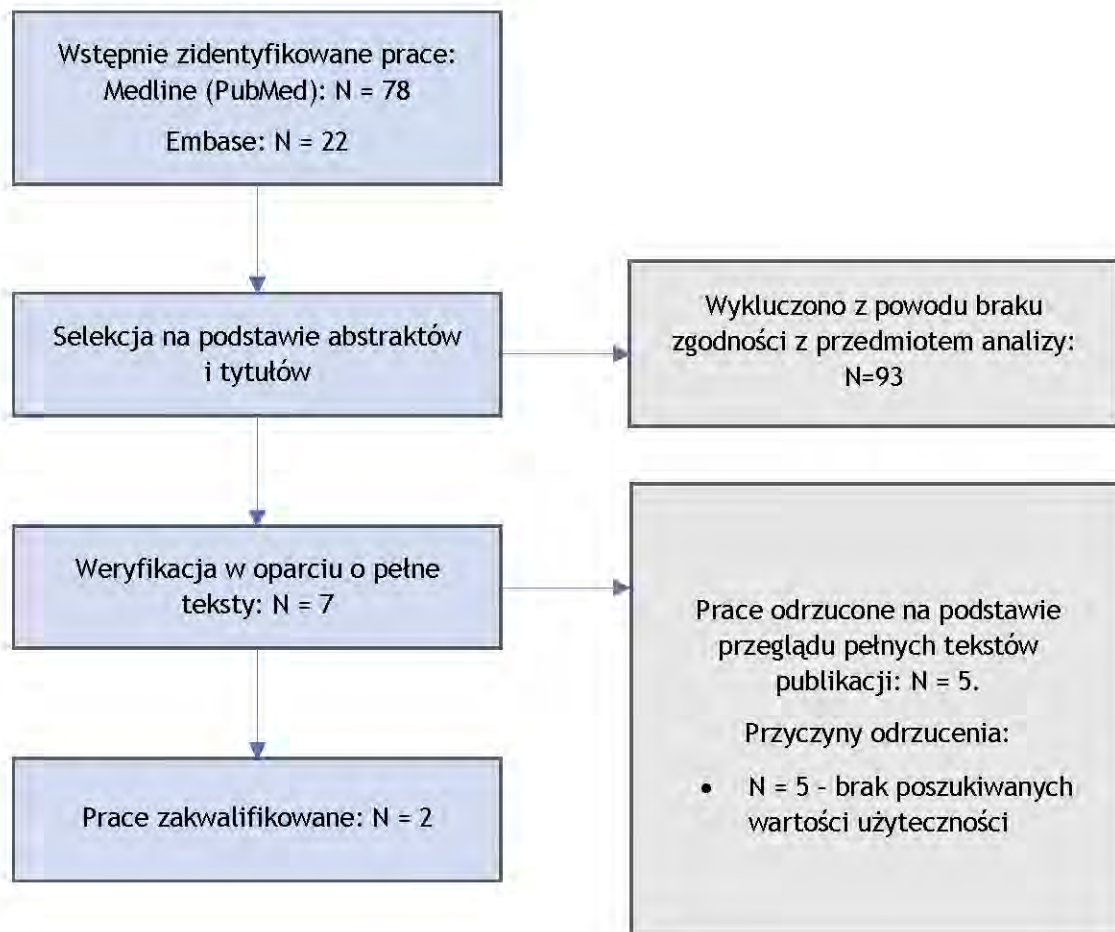 Wstępnie zidentyfikowane prace:
Medline (PubMed): N = 78
Embase: N = 22
Selekcja na podstawie abstraktów
i tytułów
Wykluczono z powodu braku
zgodności z przedmiotem analizy:
N=93
Weryfikacja w oparciu o pełne
teksty: N = 7
Prace odrzucone na podstawie
przeglądu pełnych tekstów
publikacji: N = 5.
Przyczyny odrzucenia:
• N = 5 - brak poszukiwanych
wartości użyteczności
Prace zakwalifikowane: N = 2